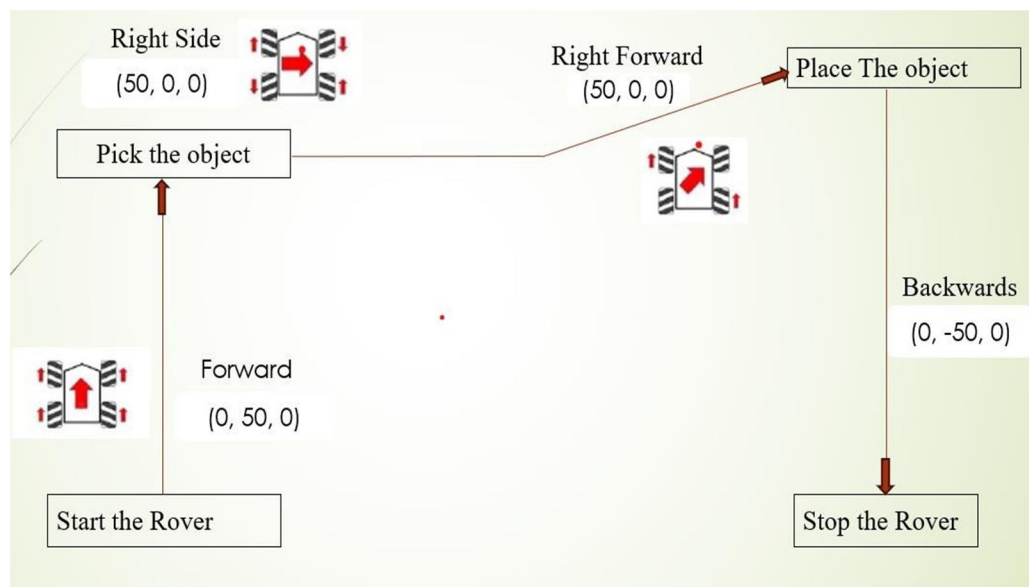 Right Side
(50, 0, 0)
Right Forward
(50, 0, 0)
Place The object
Pick the object
Backwards
(0, -50, 0)
Forward
(0, 50, 0)
Start the Rover
Stop the Rover